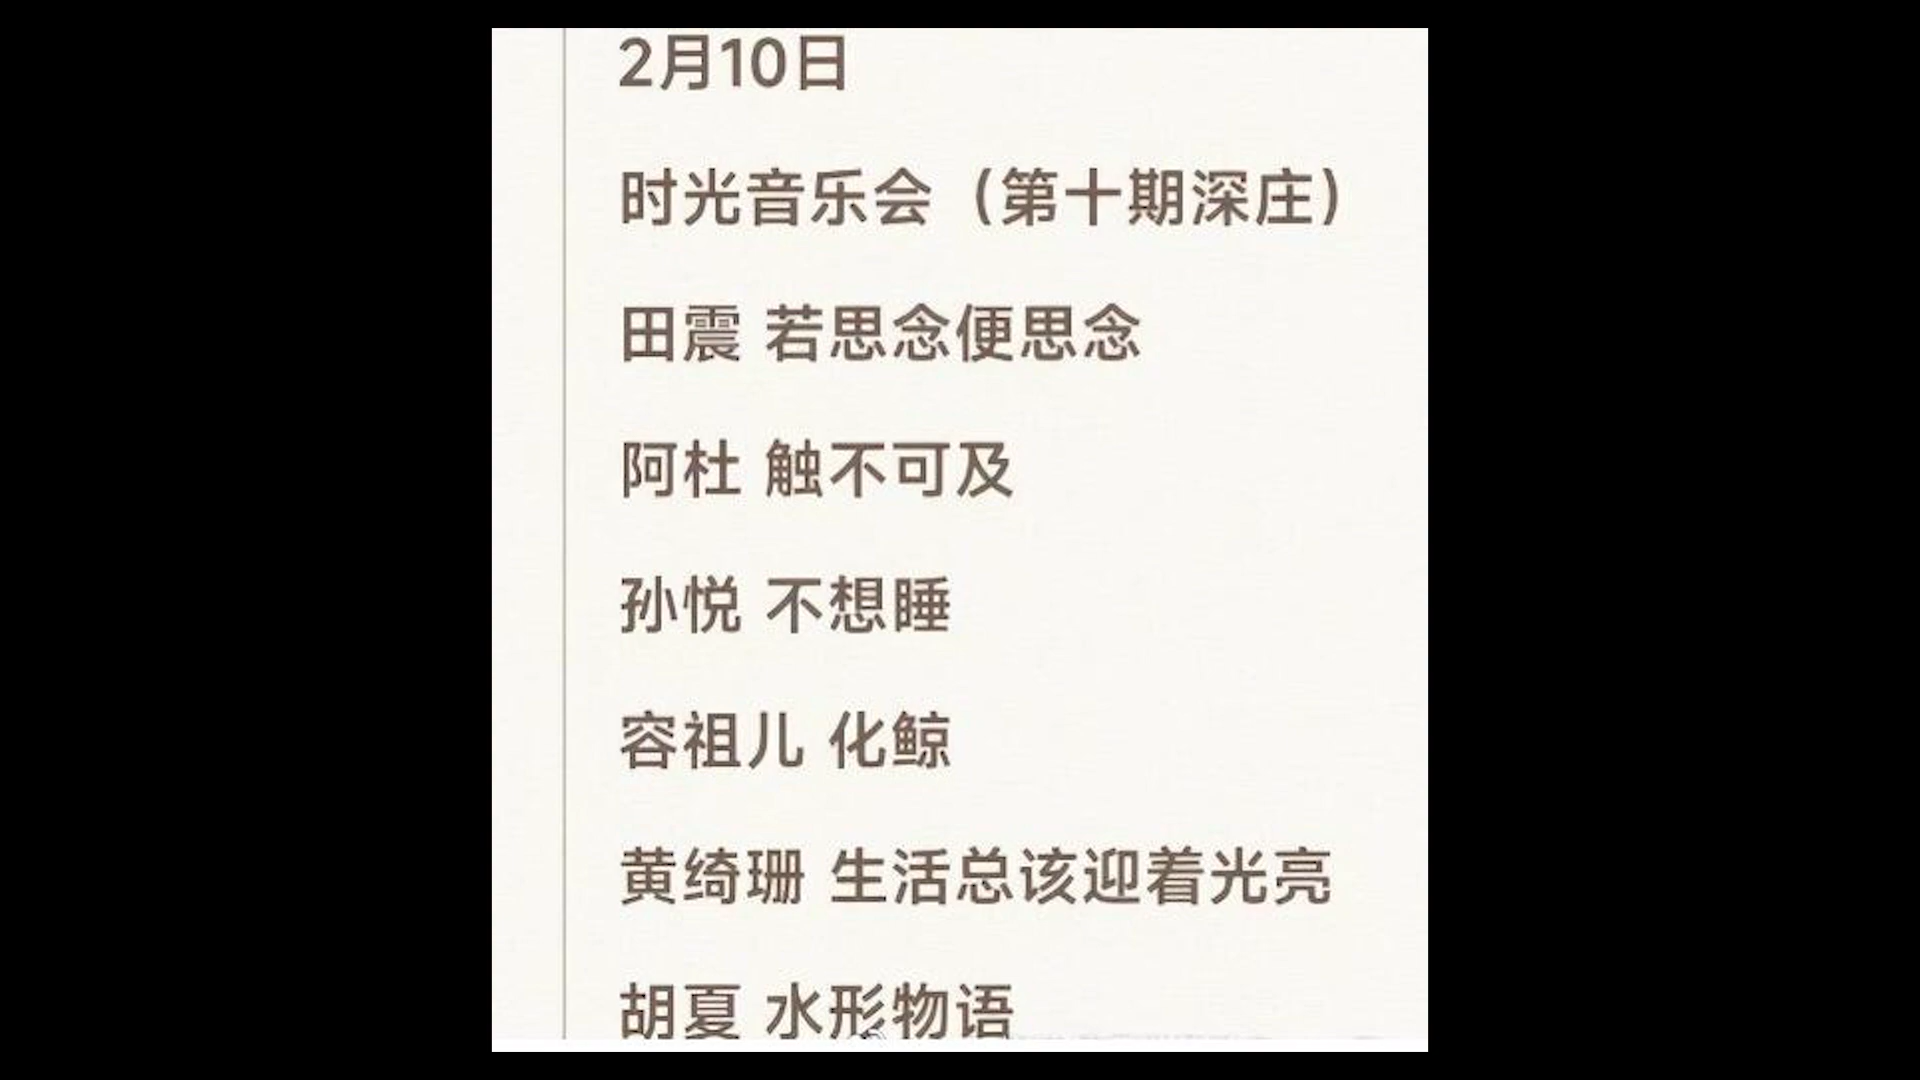 2月10日
时光音乐会（第十期深庄）
田震 若思念便思念
阿杜 触不可及
孙悦 不想睡
容祖儿 化鲸
黄绮珊 生活总该迎着光亮
胡夏 水形物语